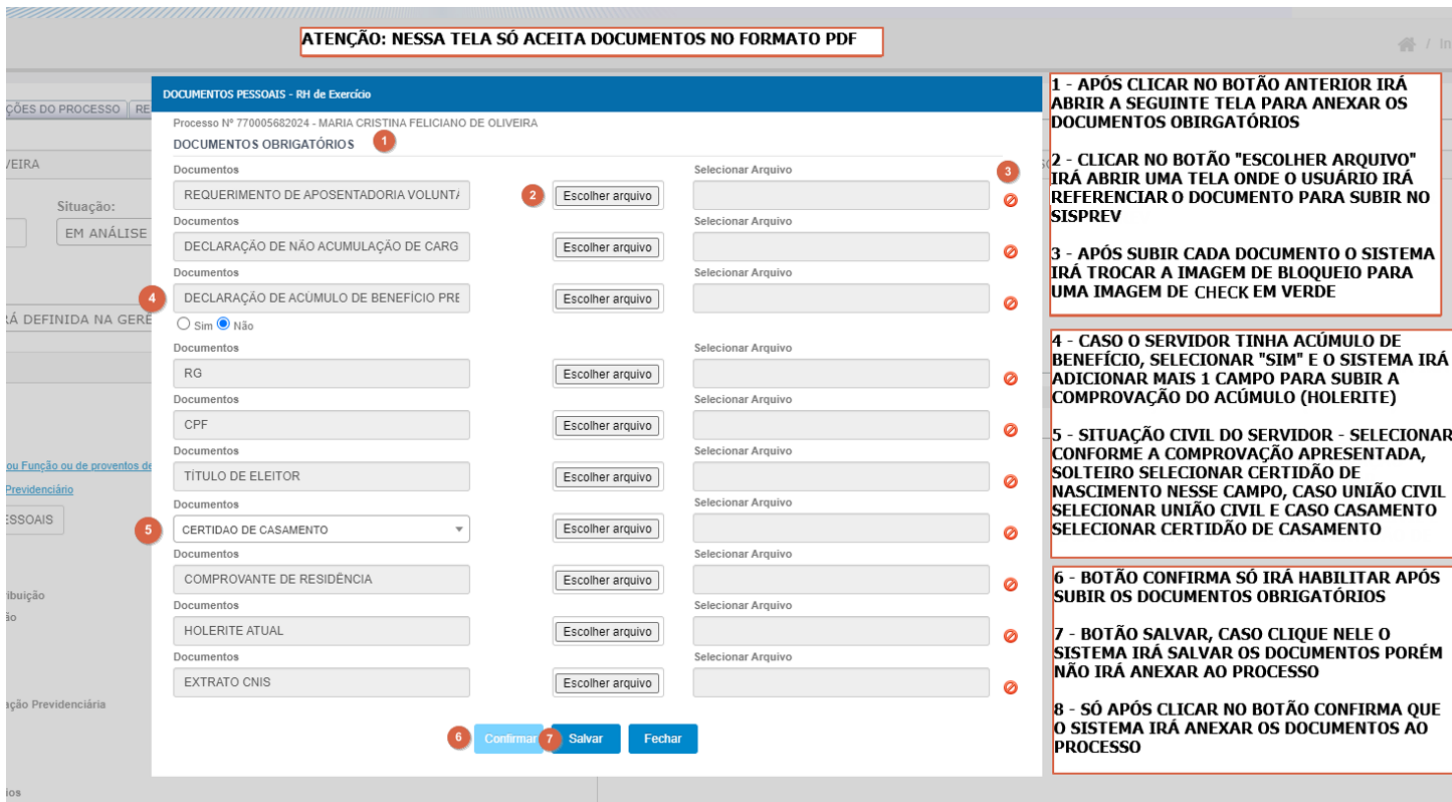 ATENÇÃO: NESSA TELA SÓ ACEITA DOCUMENTOS NO FORMATO PDF
/ In
ÇÕES DO PROCESSO
RE
VEIRA
Situação:
EM ANÁLISE
RÁ DEFINIDA NA GERÊ
ou Função ou de proventos de
Previdenciário
ESSOAIS
ribuição
ão
ação Previdenciária
ios
DOCUMENTOS PESSOAIS - RH de Exercício
Processo Nº 770005682024 - MARIA CRISTINA FELICIANO DE OLIVEIRA
DOCUMENTOS OBRIGATÓRIOS 1
Documentos Selecionar Arquivo 3
REQUERIMENTO DE APOSENTADORIA VOLUNTÁ 2 Escolher arquivo
Documentos Selecionar Arquivo
DECLARAÇÃO DE NÃO ACUMULAÇÃO DE CARG Escolher arquivo
Documentos Selecionar Arquivo
4 DECLARAÇÃO DE ACÚMULO DE BENEFÍCIO PRE Escolher arquivo
Sim Não
Documentos Selecionar Arquivo
RG Escolher arquivo
Documentos Selecionar Arquivo
CPF Escolher arquivo
Documentos Selecionar Arquivo
TÍTULO DE ELEITOR Escolher arquivo
Documentos Selecionar Arquivo
5 CERTIDAO DE CASAMENTO Escolher arquivo
Documentos Selecionar Arquivo
COMPROVANTE DE RESIDÊNCIA Escolher arquivo
Documentos Selecionar Arquivo
HOLERITE ATUAL Escolher arquivo
Documentos Selecionar Arquivo
EXTRATO CNIS Escolher arquivo
6 Confirmar 7 Salvar Fechar
1 - APÓS CLICAR NO BOTÃO ANTERIOR IRÁ
ABRIR A SEGUINTE TELA PARA ANEXAR OS
DOCUMENTOS OBIRGATÓRIOS
2 - CLICAR NO BOTÃO "ESCOLHER ARQUIVO"
IRÁ ABRIR UMA TELA ONDE O USUÁRIO IRÁ
REFERENCIAR O DOCUMENTO PARA SUBIR NO
SISPREV
3 - APÓS SUBIR CADA DOCUMENTO O SISTEMA
IRÁ TROCAR A IMAGEM DE BLOQUEIO PARA
UMA IMAGEM DE CHECK EM VERDE
4 - CASO O SERVIDOR TINHA ACÚMULO DE
BENEFÍCIO, SELECIONAR "SIM" E O SISTEMA IRÁ
ADICIONAR MAIS 1 CAMPO PARA SUBIR A
COMPROVAÇÃO DO ACÚMULO (HOLERITE)
5 - SITUAÇÃO CIVIL DO SERVIDOR - SELECIONAR
CONFORME A COMPROVAÇÃO APRESENTADA,
SOLTEIRO SELECIONAR CERTIDÃO DE
NASCIMENTO NESSE CAMPO, CASO UNIÃO CIVIL
SELECIONAR UNIÃO CIVIL E CASO CASAMENTO
SELECIONAR CERTIDÃO DE CASAMENTO
6 - BOTÃO CONFIRMA SÓ IRÁ HABILITAR APÓS
SUBIR OS DOCUMENTOS OBRIGATÓRIOS
7 - BOTÃO SALVAR, CASO CLIQUE NELE O
SISTEMA IRÁ SALVAR OS DOCUMENTOS PORÉM
NÃO IRÁ ANEXAR AO PROCESSO
8 - SÓ APÓS CLICAR NO BOTÃO CONFIRMA QUE
O SISTEMA IRÁ ANEXAR OS DOCUMENTOS AO
PROCESSO